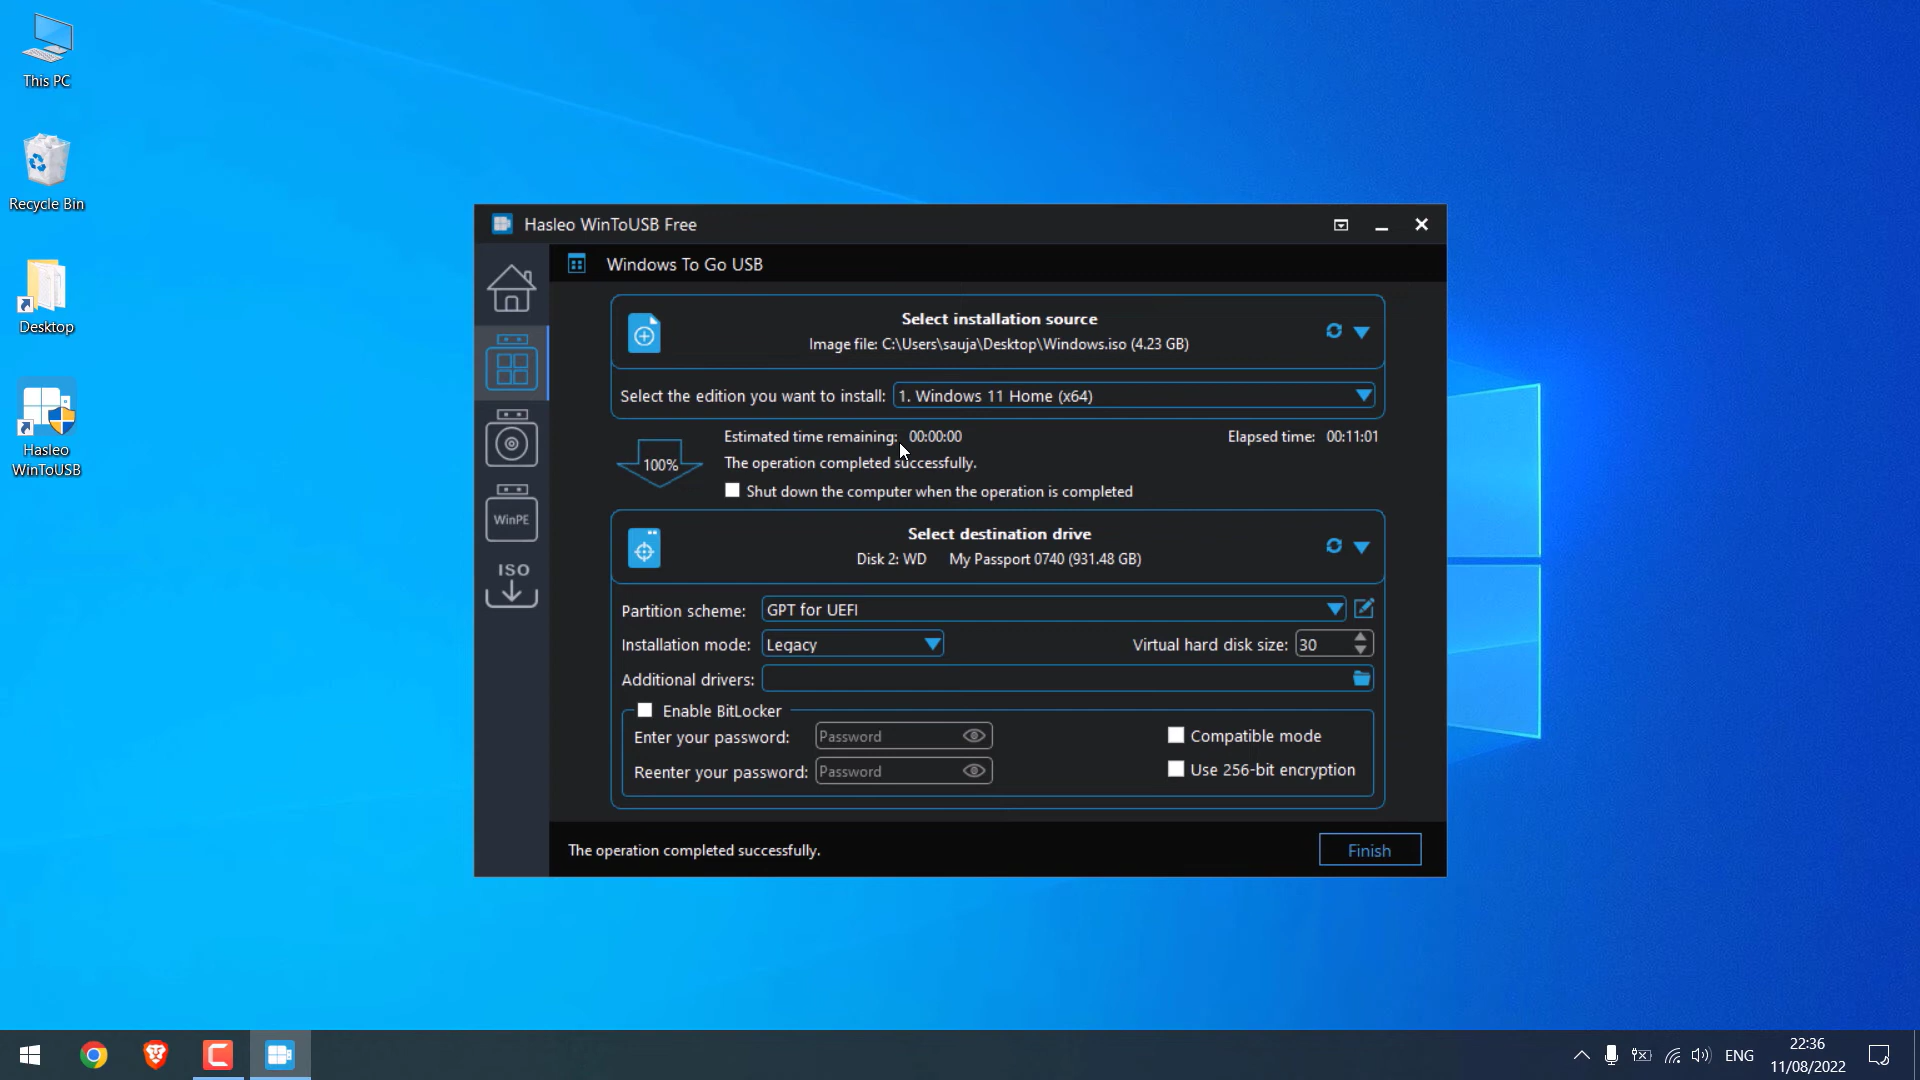 This PC
Recycle Bin
Desktop
Hasleo
WinToUSB
Hasleo WinToUSB Free
Windows To Go USB
Select installation source
Image file: C:\Users\sauja\Desktop\Windows.iso (4.23 GB)
Select the edition you want to install: 1. Windows 11 Home (x64)
Estimated time remaining: 00:00:00 Elapsed time: 00:11:01
100% The operation completed successfully.
Shut down the computer when the operation is completed
WinPE
Select destination drive
Disk 2: WD My Passport 0740 (931.48 GB)
ISO
Partition scheme: GPT for UEFI
Installation mode: Legacy Virtual hard disk size: 30
Additional drivers:
Enable BitLocker
Enter your password: Password Compatible mode
Reenter your password: Password Use 256-bit encryption
The operation completed successfully. Finish
ENG
22:36
11/08/2022